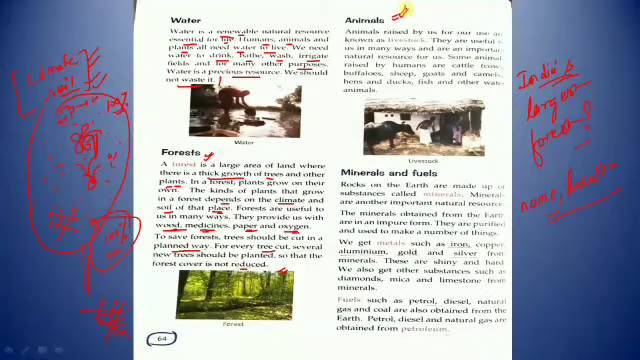 Water
Water is a renewable natural resource
essential for life. Humans, animals and
plants all need water to live. We need
water to drink, bathe, wash, irrigate
fields and for many other purposes.
Water is a precious resource. We should
not waste it.
Water
Forests
A forest is a large area of land where
there is a thick growth of trees and other
plants. In a forest, plants grow on their
own. The kinds of plants that grow
in a forest depends on the climate and
soil of that place. Forests are useful to
us in many ways. They provide us with
wood, medicines, paper and oxygen.
To save forests, trees should be cut in a
planned way. For every tree cut, several
new trees should be planted, so that the
forest cover is not reduced.
Forest
64
Animals
Animals raised by us for our use are
known as livestock. They are useful
us in many ways and are an important
natural resource for us. Some animal
raised by humans are cattle (cow
buffaloes, sheep, goats and camels,
hens and ducks, fish and other wate
animals.
Livestock
Minerals and fuels
Rocks on the Earth are made up of
substances called minerals. Minerals
are another important natural resource.
The minerals obtained from the Earth
are in an impure form. They are purified
and used to make a number of things.
We get metals such as iron, copper,
aluminium, gold and silver from
minerals. These are shiny and hard.
We also get other substances such as
diamonds, mica and limestone from
minerals.
Fuels such as petrol, diesel, natural
gas and coal are also obtained from the
Earth. Petrol, diesel and natural gas are
obtained from petroleum.
climate
soil
India's
largest
forest?
name, locat